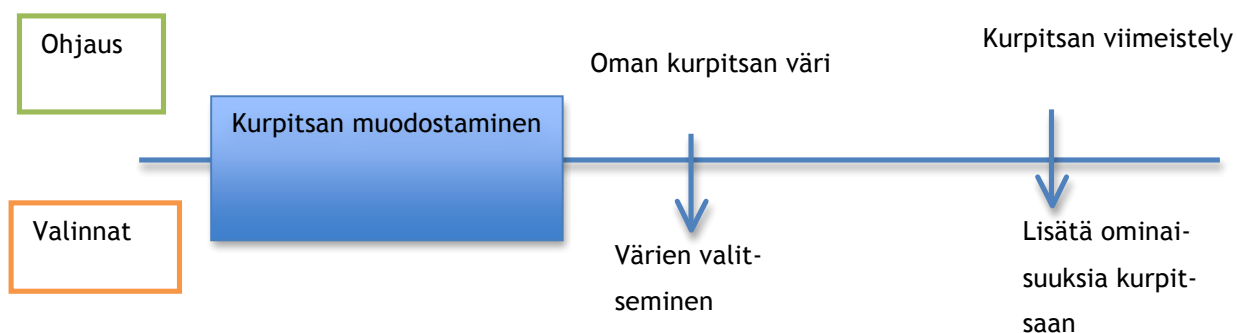 Ohjaus
Kurpitsan viimeistely
Oman kurpitsan väri
Kurpitsan muodostaminen
Valinnat
Värien valit-
seminen
Lisätä ominai-
suuksia kurpit-
saan